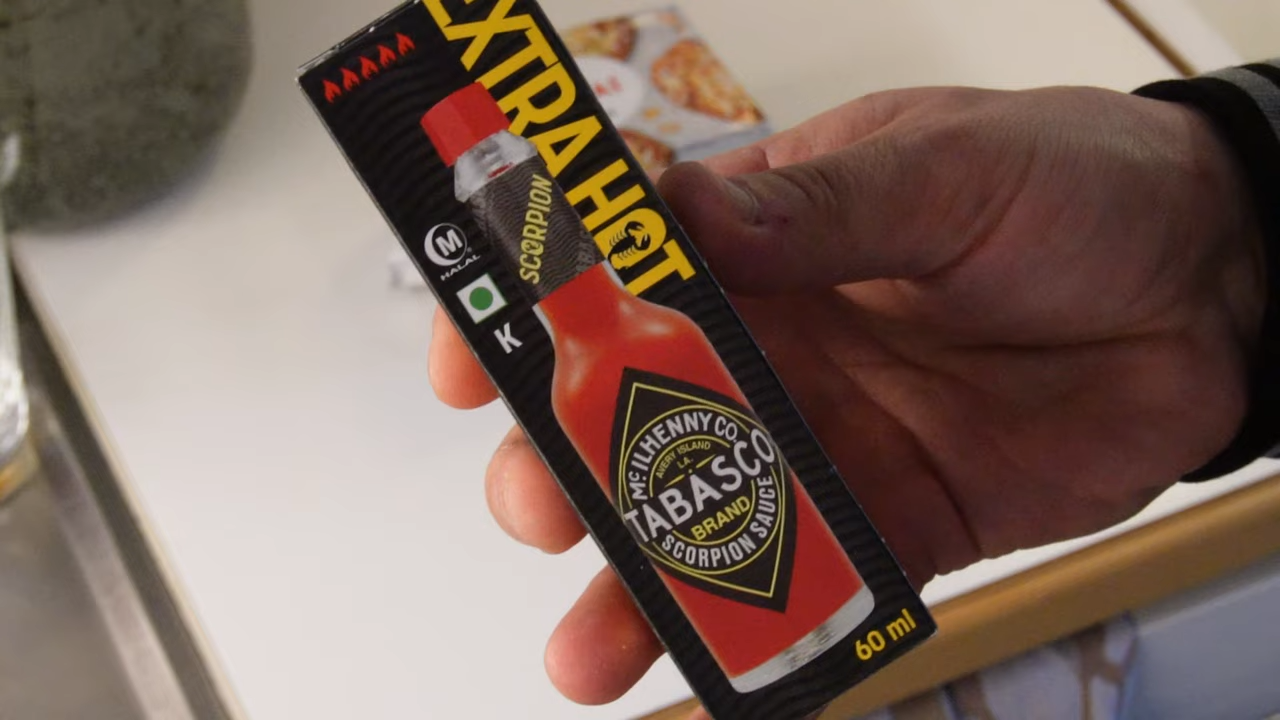 EXTRA HOT
SCORPION
M
HALAL
K
McILHENNY CO.
AVERY ISLAND
LA.
TABASCO
BRAND
SCORPION SAUCE
60 ml